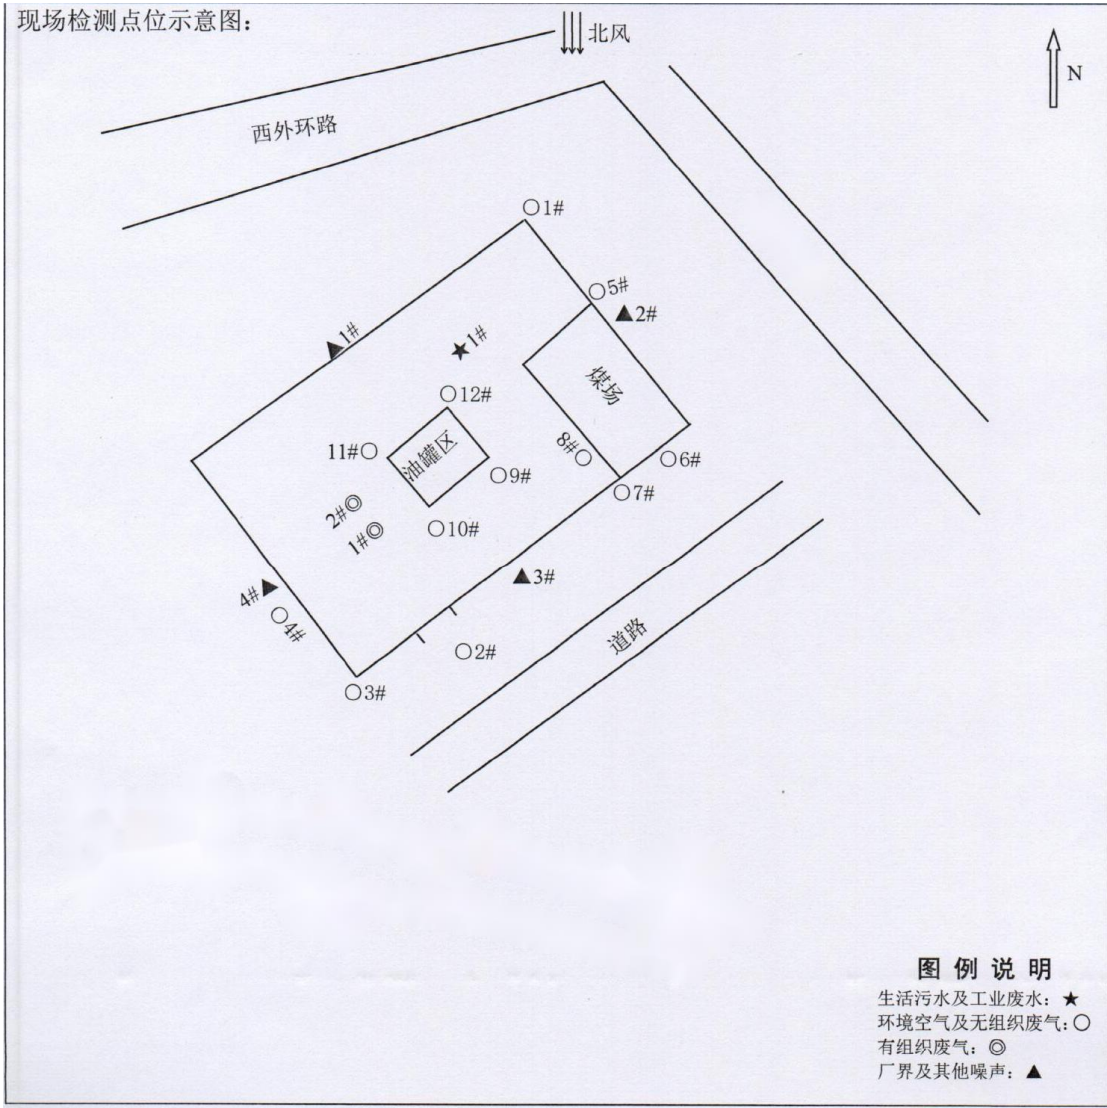 现场检测点位示意图：
北风
N
西外环路
○1#
○5#
▲1#
★1#
▲2#
○12#
煤场
11#○
油罐区
8#○
○6#
○9#
○7#
2#◎
1#◎
○10#
▲3#
4#▲
○4#
○2#
道路
○3#
图例说明
生活污水及工业废水：★
环境空气及无组织废气：○
有组织废气：◎
厂界及其他噪声：▲